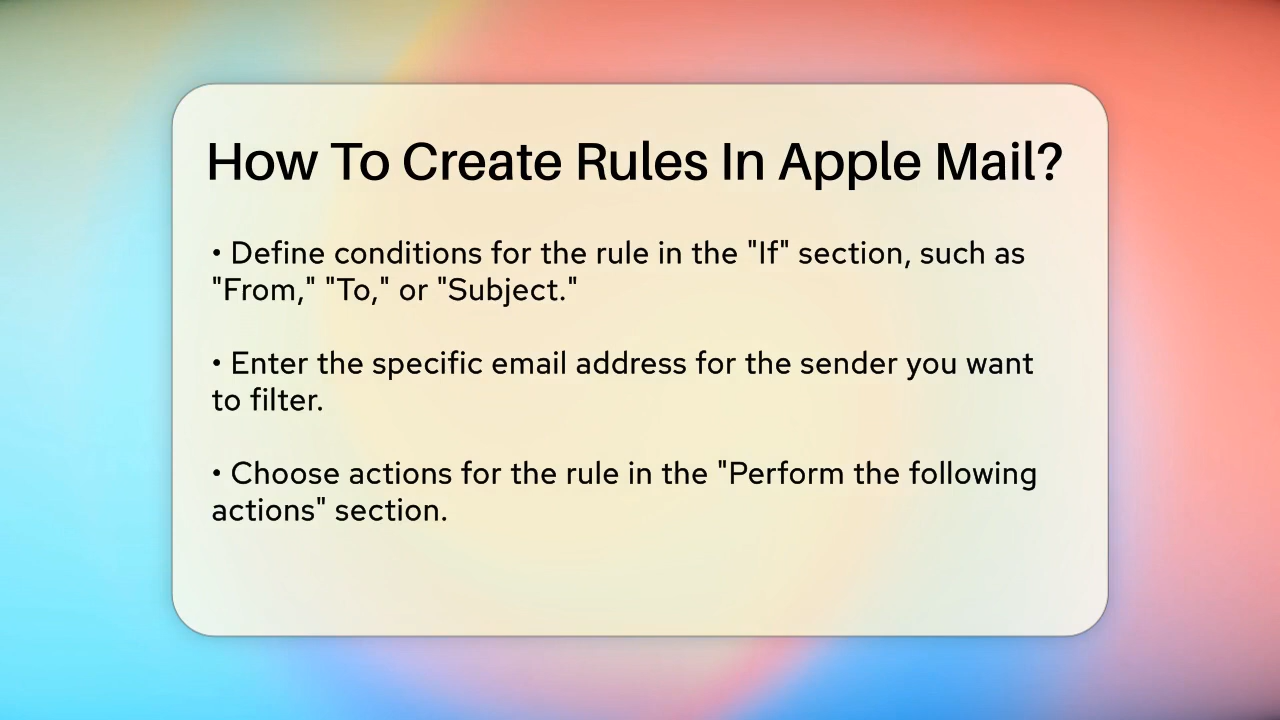 How To Create Rules In Apple Mail?
• Define conditions for the rule in the "If" section, such as
"From," "To," or "Subject."
• Enter the specific email address for the sender you want
to filter.
• Choose actions for the rule in the "Perform the following
actions" section.